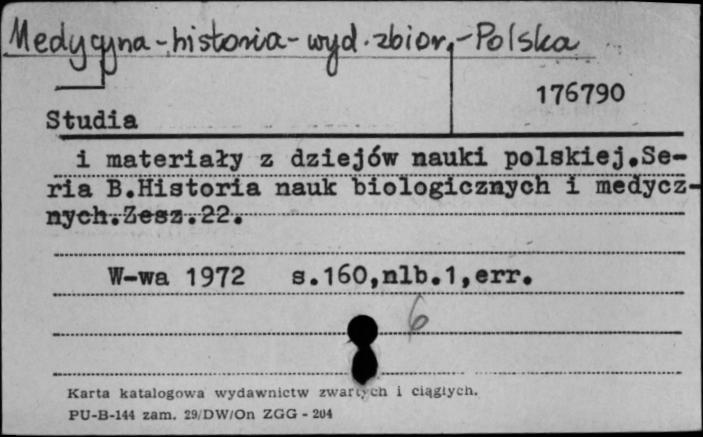 Medycyna-historia-wyd.zbior.-Polska
176790
Studia
i materiały z dziejów nauki polskiej.Se-
ria B.Historia nauk biologicznych i medycz-
nych.Zesz.22.
W-wa 1972 s.160,nlb.1,err.
6
Karta katalogowa wydawnictw zwartych i ciągłych.
PU-B-144 zam. 29/DW/On ZGG - 204